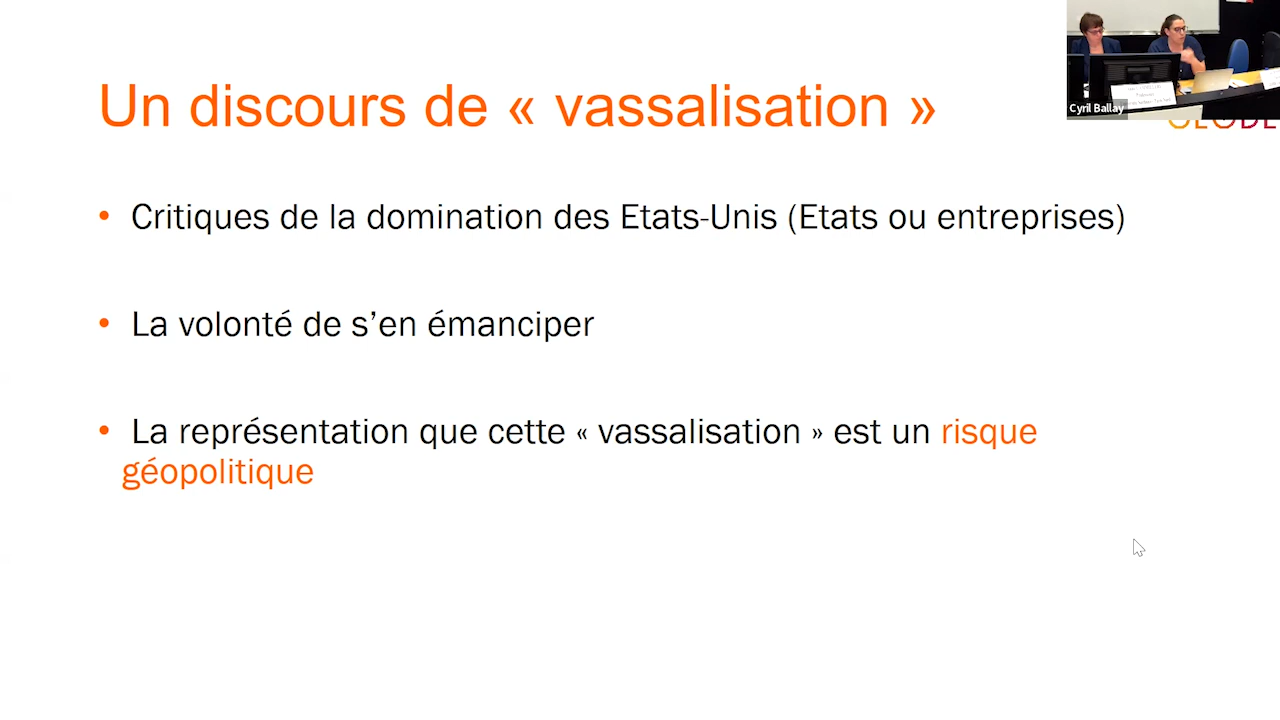 Un discours de « vassalisation »
Cyril Ballay
• Critiques de la domination des Etats-Unis (Etats ou entreprises)
• La volonté de s’en émanciper
• La représentation que cette « vassalisation » est un risque
géopolitique